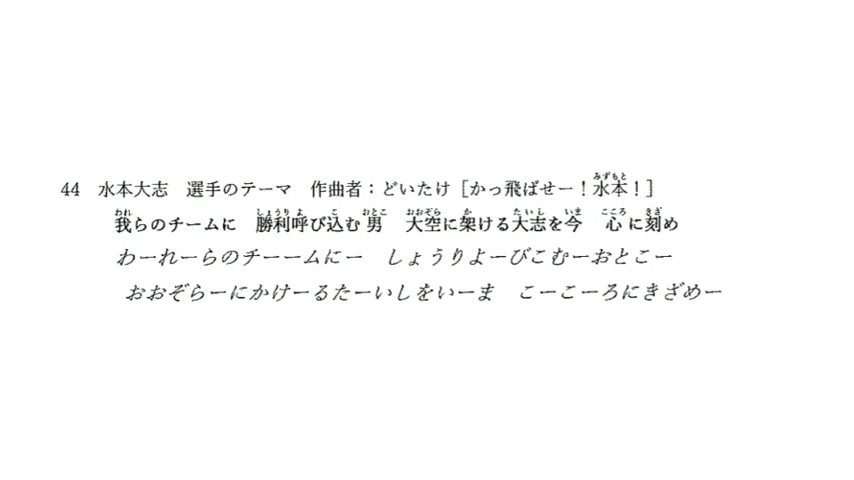 44　水本大志　選手のテーマ　作曲者：どいたけ［かっ飛ばせー！水本！］
我らのチームに　勝利呼び込む男　大空に架ける大志を今　心に刻め
わーれーらのチーームにー　しょうりよーびこむーおとこー
おおぞらーにかけーるたーいしをいーま　こーころにきざめー